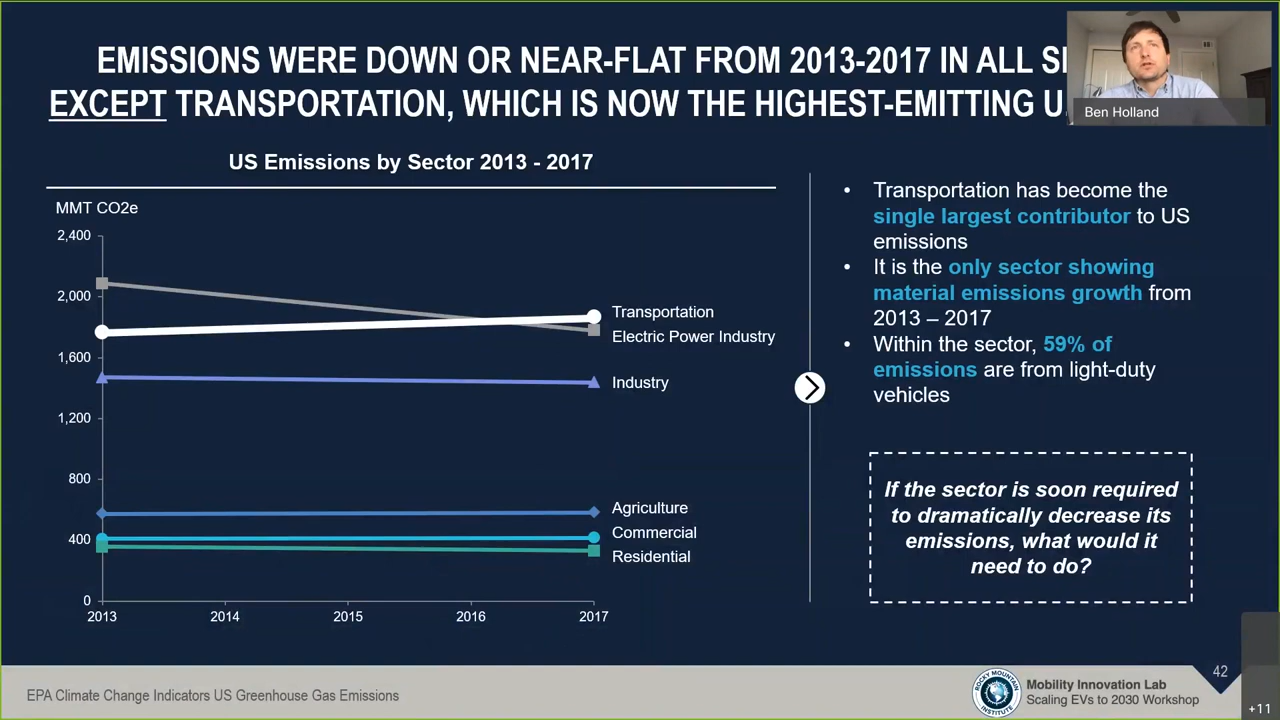 EMISSIONS WERE DOWN OR NEAR-FLAT FROM 2013-2017 IN ALL
EXCEPT TRANSPORTATION, WHICH IS NOW THE HIGHEST-EMITTING
Ben Holland
US Emissions by Sector 2013 - 2017
MMT CO2e
2,400
2,000
1,600
1,200
800
400
0
2013 2014 2015 2016 2017
Transportation
Electric Power Industry
Industry
Agriculture
Commercial
Residential
• Transportation has become the
single largest contributor to US
emissions
• It is the only sector showing
material emissions growth from
2013 – 2017
• Within the sector, 59% of
emissions are from light-duty
vehicles
If the sector is soon required
to dramatically decrease its
emissions, what would it
need to do?
EPA Climate Change Indicators US Greenhouse Gas Emissions
ROCKY MOUNTAIN
INSTITUTE
Mobility Innovation Lab
Scaling EVs to 2030 Workshop
42
+11